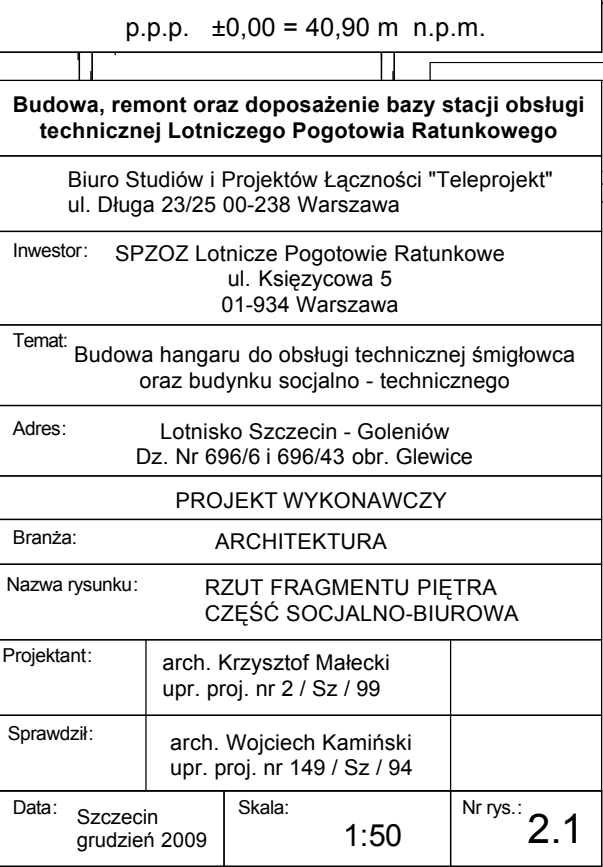 p.p.p. ±0,00 = 40,90 m n.p.m.
Budowa, remont oraz doposażenie bazy stacji obsługi
technicznej Lotniczego Pogotowia Ratunkowego
Biuro Studiów i Projektów Łączności "Teleprojekt"
ul. Długa 23/25 00-238 Warszawa
Inwestor: SPZOZ Lotnicze Pogotowie Ratunkowe
ul. Księzycowa 5
01-934 Warszawa
Temat: Budowa hangaru do obsługi technicznej śmigłowca
oraz budynku socjalno - technicznego
Adres: Lotnisko Szczecin - Goleniów
Dz. Nr 696/6 i 696/43 obr. Glewice
PROJEKT WYKONAWCZY
Branża: ARCHITEKTURA
Nazwa rysunku: RZUT FRAGMENTU PIĘTRA
CZĘŚĆ SOCJALNO-BIUROWA
Projektant: arch. Krzysztof Małecki
upr. proj. nr 2 / Sz / 99
Sprawdził: arch. Wojciech Kamiński
upr. proj. nr 149 / Sz / 94
Data: Szczecin
grudzień 2009
Skala: 1:50
Nr rys.: 2.1